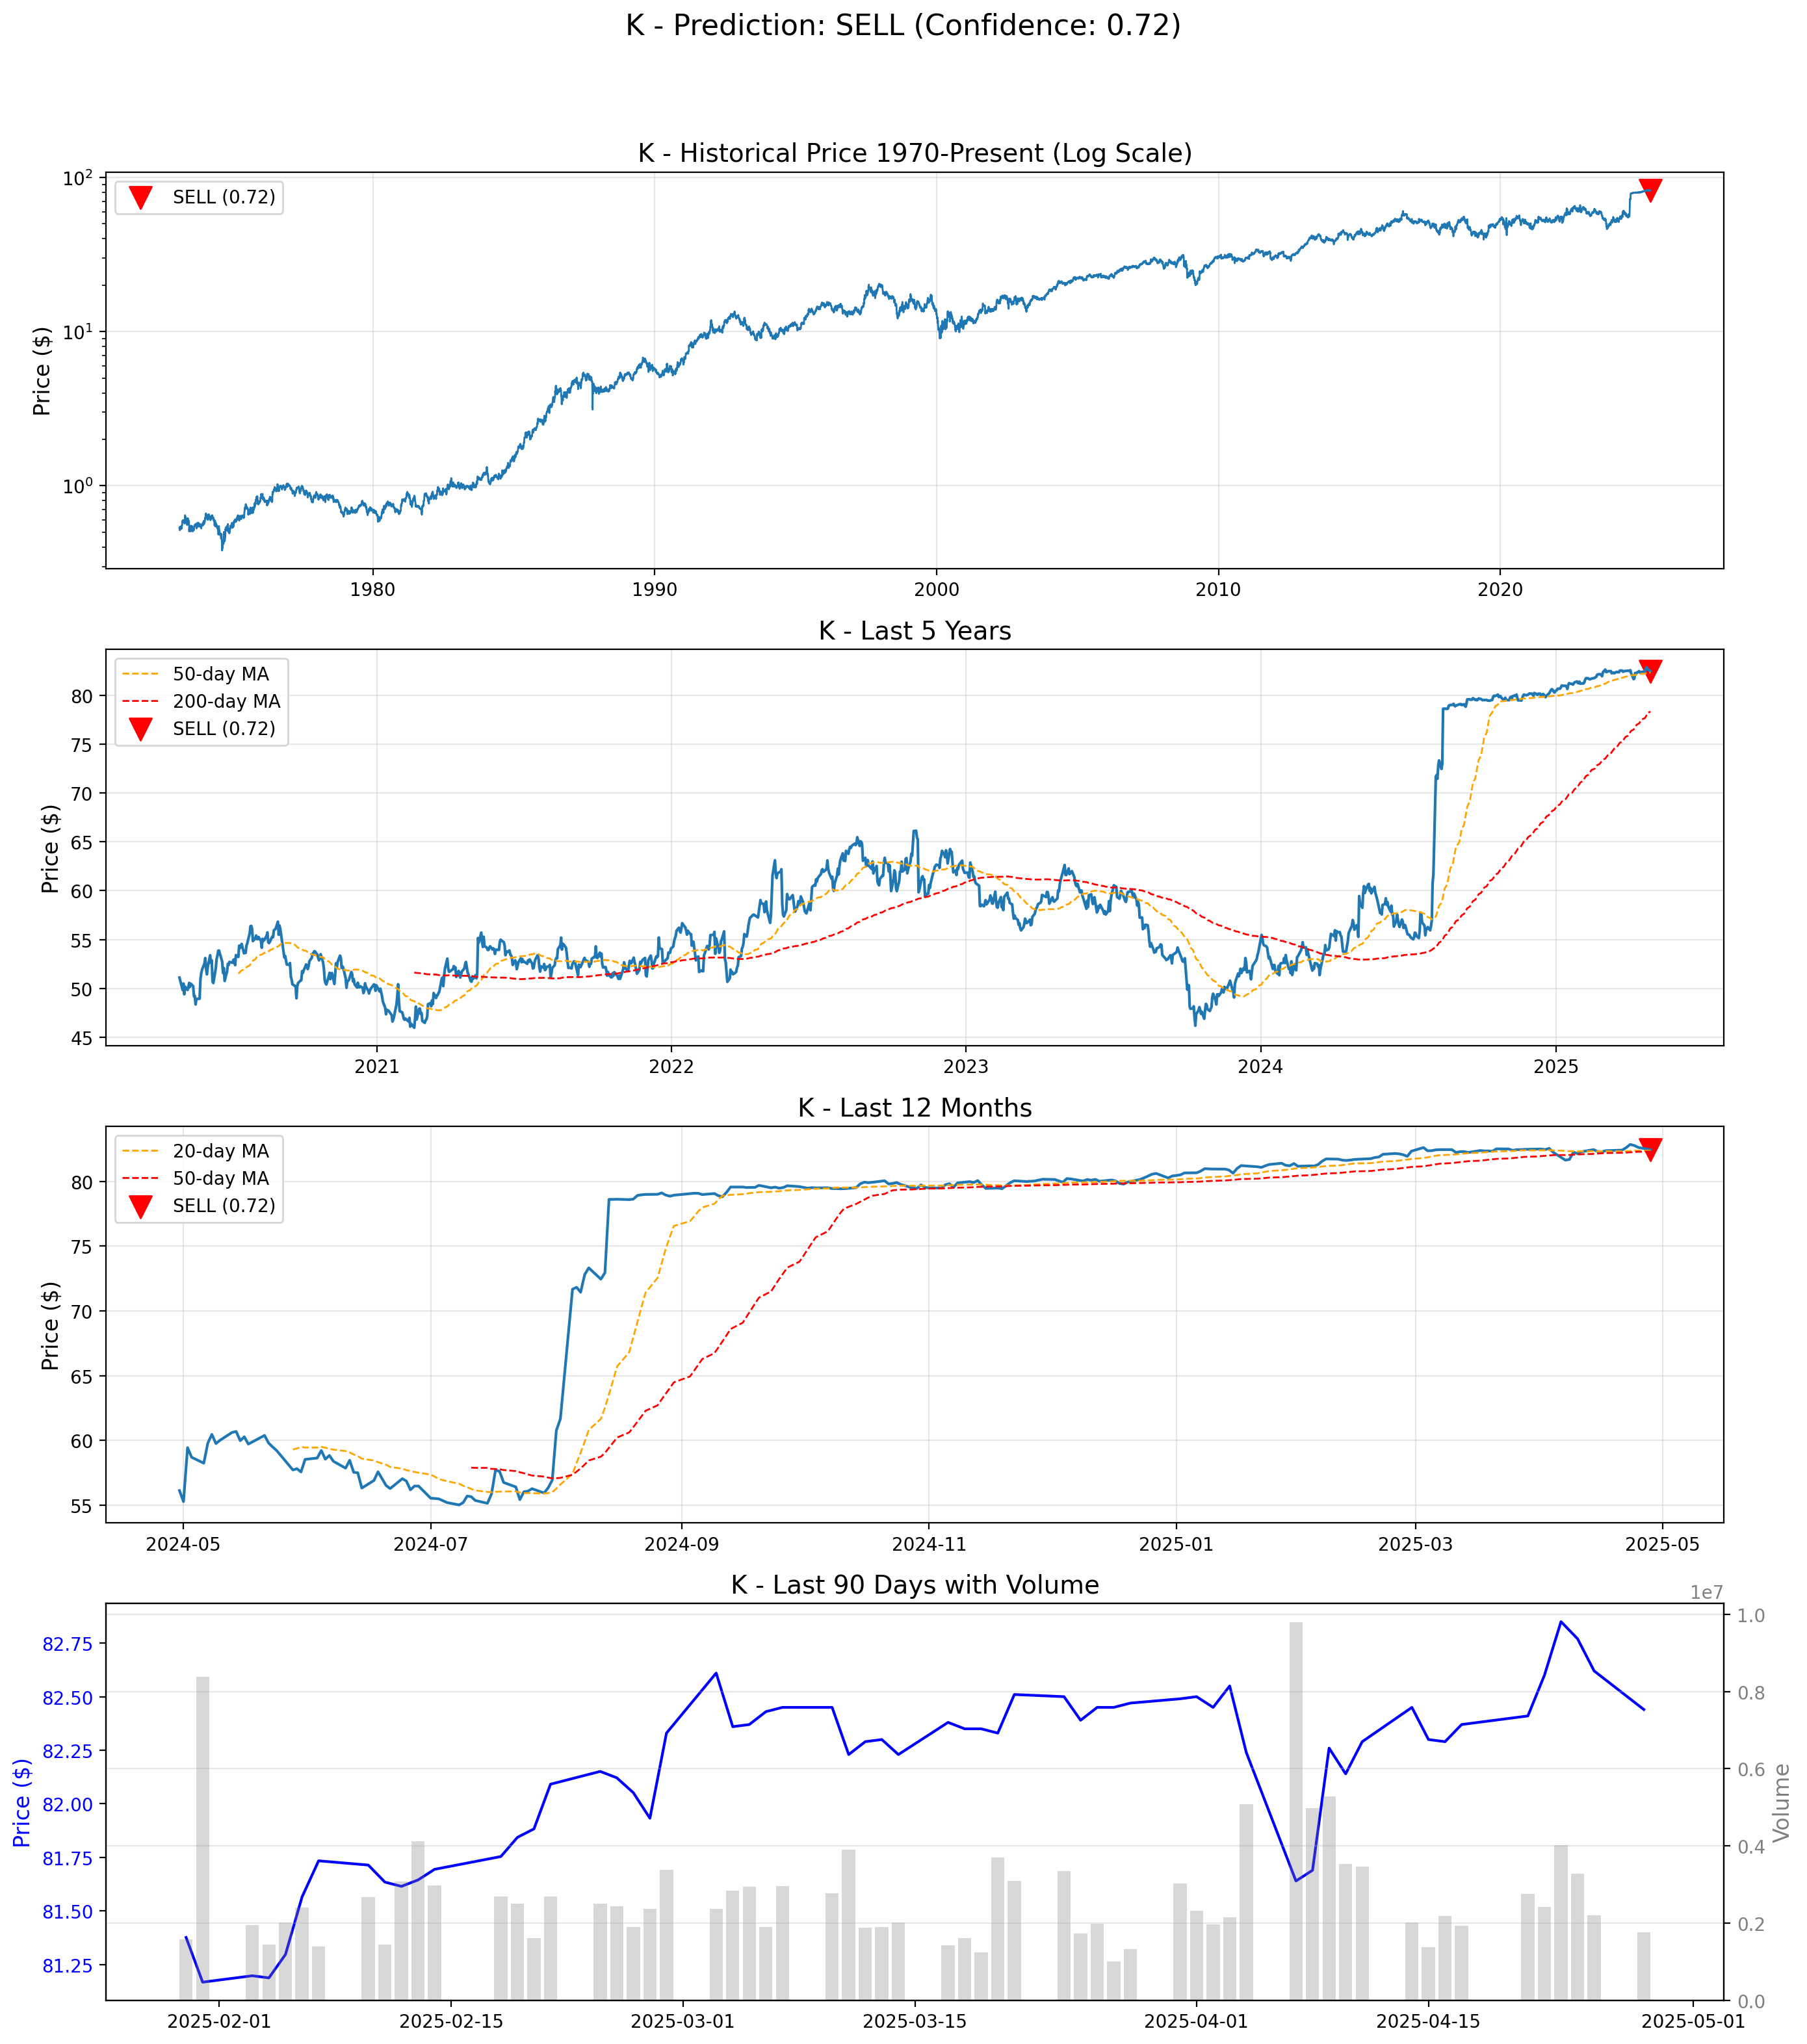 K - Prediction: SELL (Confidence: 0.72)
K - Historical Price 1970-Present (Log Scale)
SELL (0.72)
Price ($)
10²
10¹
10⁰
1980 1990 2000 2010 2020
K - Last 5 Years
50-day MA
200-day MA
SELL (0.72)
Price ($)
80
75
70
65
60
55
50
45
2021 2022 2023 2024 2025
K - Last 12 Months
20-day MA
50-day MA
SELL (0.72)
Price ($)
80
75
70
65
60
55
2024-05 2024-07 2024-09 2024-11 2025-01 2025-03 2025-05
K - Last 90 Days with Volume
1e7
Price ($)
82.75
82.50
82.25
82.00
81.75
81.50
81.25
1.0
0.8
0.6
0.4
0.2
0.0
Volume
2025-02-01 2025-02-15 2025-03-01 2025-03-15 2025-04-01 2025-04-15 2025-05-01